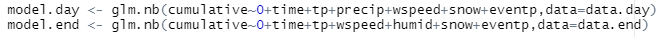 model.day <- glm.nb(cumulative~0+time+tp+precip+wspeed+snow+eventp,data=data.day)
model.end <- glm.nb(cumulative~0+time+tp+wspeed+humid+snow+eventp,data=data.end)